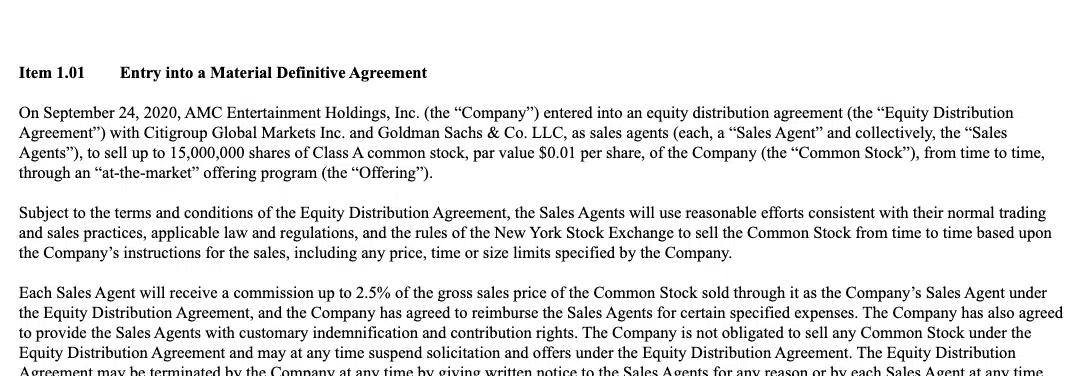 Item 1.01 Entry into a Material Definitive Agreement
On September 24, 2020, AMC Entertainment Holdings, Inc. (the “Company”) entered into an equity distribution agreement (the “Equity Distribution
Agreement”) with Citigroup Global Markets Inc. and Goldman Sachs & Co. LLC, as sales agents (each, a “Sales Agent” and collectively, the “Sales
Agents”), to sell up to 15,000,000 shares of Class A common stock, par value $0.01 per share, of the Company (the “Common Stock”), from time to time,
through an “at-the-market” offering program (the “Offering”).
Subject to the terms and conditions of the Equity Distribution Agreement, the Sales Agents will use reasonable efforts consistent with their normal trading
and sales practices, applicable law and regulations, and the rules of the New York Stock Exchange to sell the Common Stock from time to time based upon
the Company’s instructions for the sales, including any price, time or size limits specified by the Company.
Each Sales Agent will receive a commission up to 2.5% of the gross sales price of the Common Stock sold through it as the Company’s Sales Agent under
the Equity Distribution Agreement, and the Company has agreed to reimburse the Sales Agents for certain specified expenses. The Company has also agreed
to provide the Sales Agents with customary indemnification and contribution rights. The Company is not obligated to sell any Common Stock under the
Equity Distribution Agreement and may at any time suspend solicitation and offers under the Equity Distribution Agreement. The Equity Distribution
Agreement may be terminated by the Company at any time by giving written notice to the Sales Agents for any reason or by each Sales Agent at any time